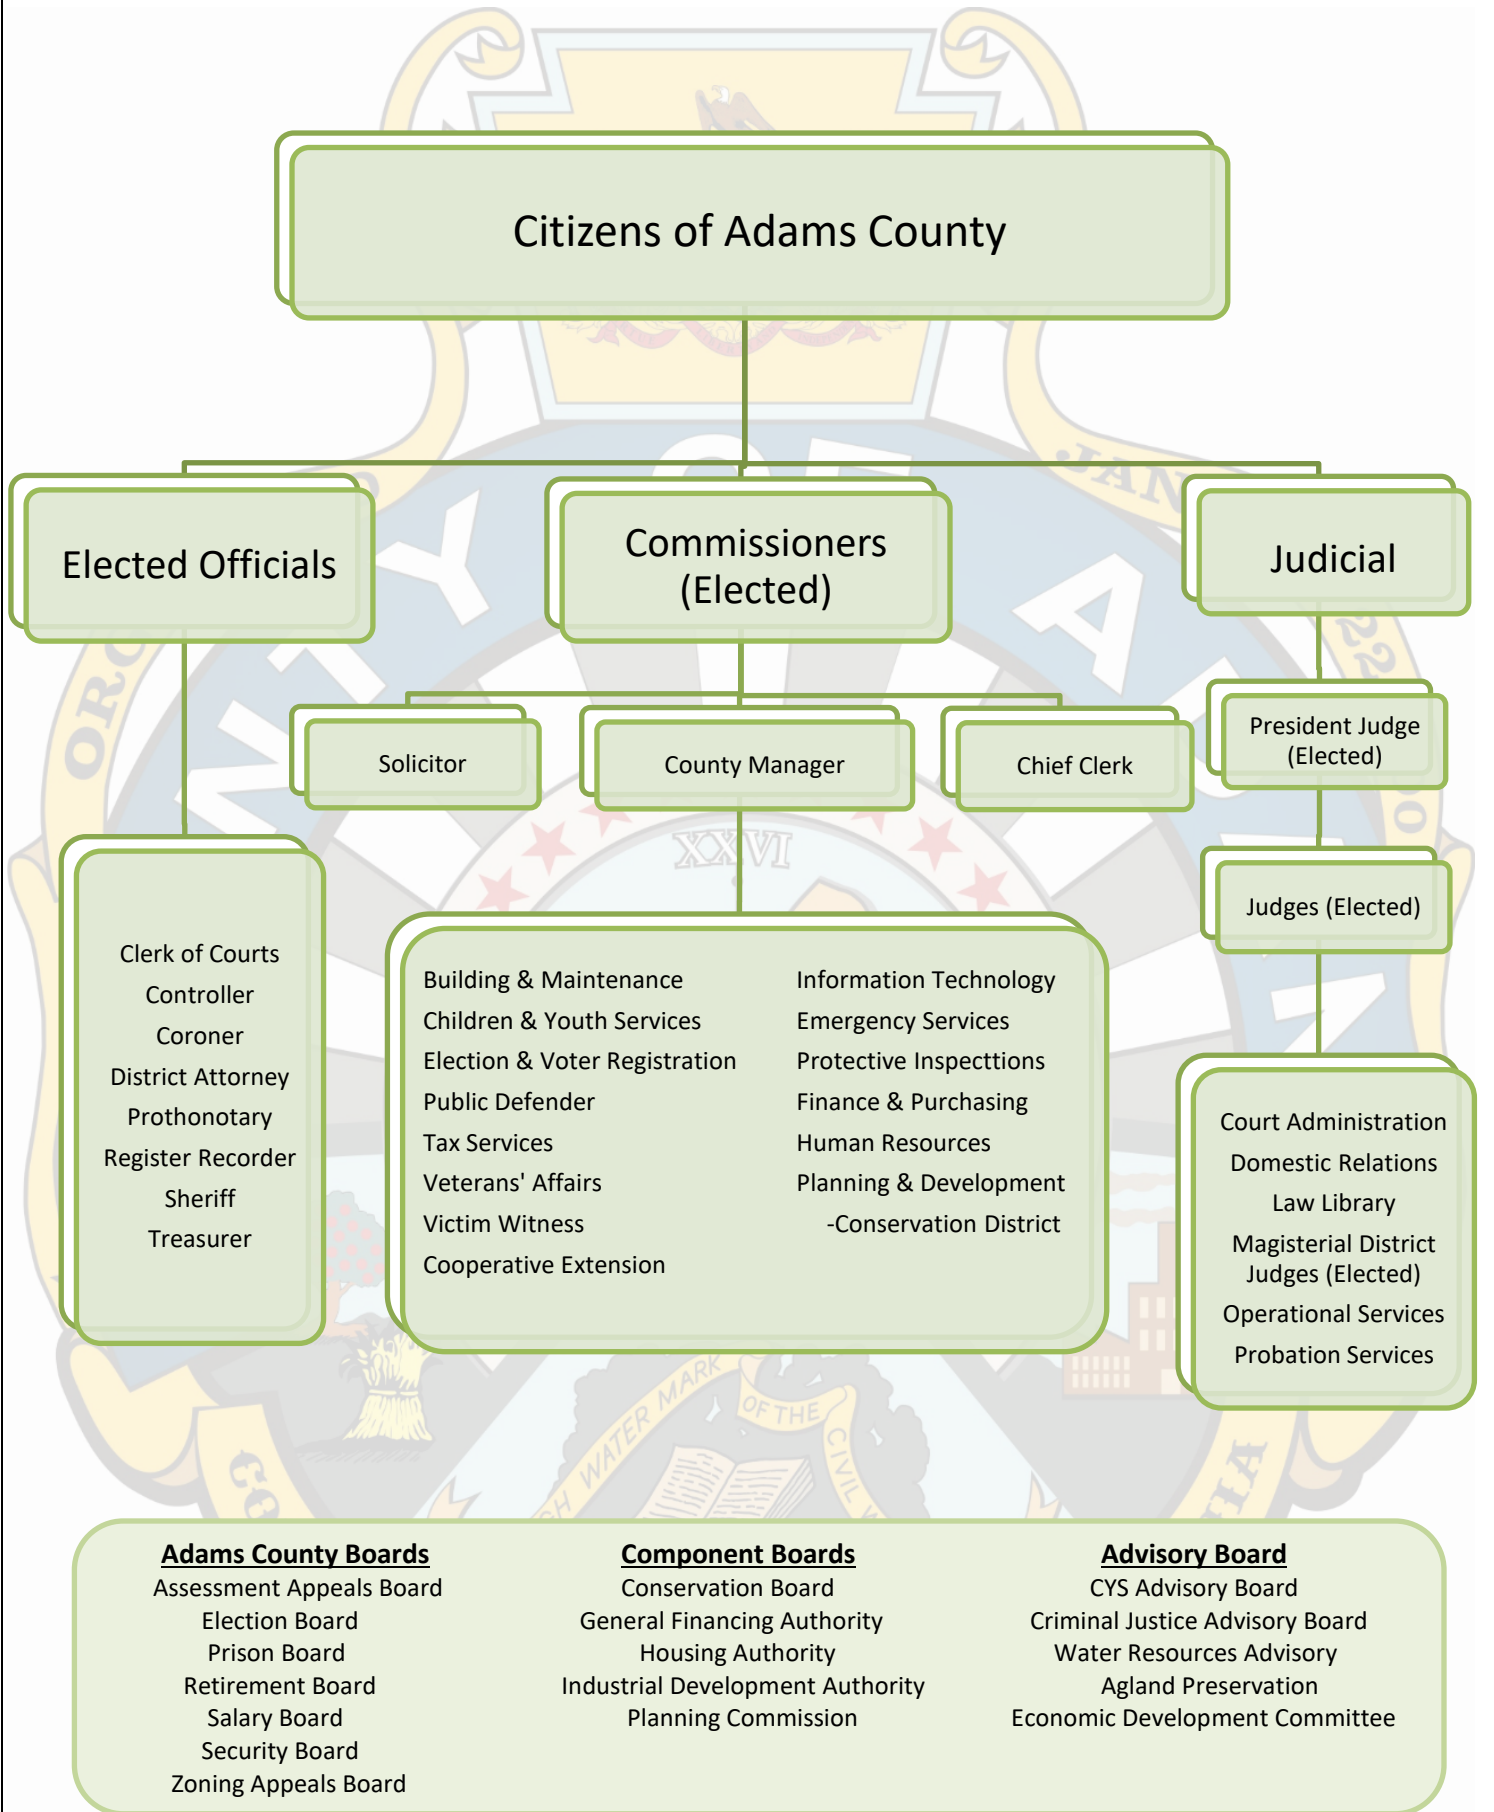 Citizens of Adams County
Elected Officials
Commissioners
(Elected)
Judicial
Solicitor
County Manager
Chief Clerk
President Judge
(Elected)
Judges (Elected)
Clerk of Courts
Controller
Coroner
District Attorney
Prothonotary
Register Recorder
Sheriff
Treasurer
Building & Maintenance
Children & Youth Services
Election & Voter Registration
Public Defender
Tax Services
Veterans' Affairs
Victim Witness
Cooperative Extension
Information Technology
Emergency Services
Protective Inspecttions
Finance & Purchasing
Human Resources
Planning & Development
-Conservation District
Court Administration
Domestic Relations
Law Library
Magisterial District
Judges (Elected)
Operational Services
Probation Services
XXVI
WATER MARK
OF THE
CIVIL
Adams County Boards
Assessment Appeals Board
Election Board
Prison Board
Retirement Board
Salary Board
Security Board
Zoning Appeals Board
Component Boards
Conservation Board
General Financing Authority
Housing Authority
Industrial Development Authority
Planning Commission
Advisory Board
CYS Advisory Board
Criminal Justice Advisory Board
Water Resources Advisory
Agland Preservation
Economic Development Committee